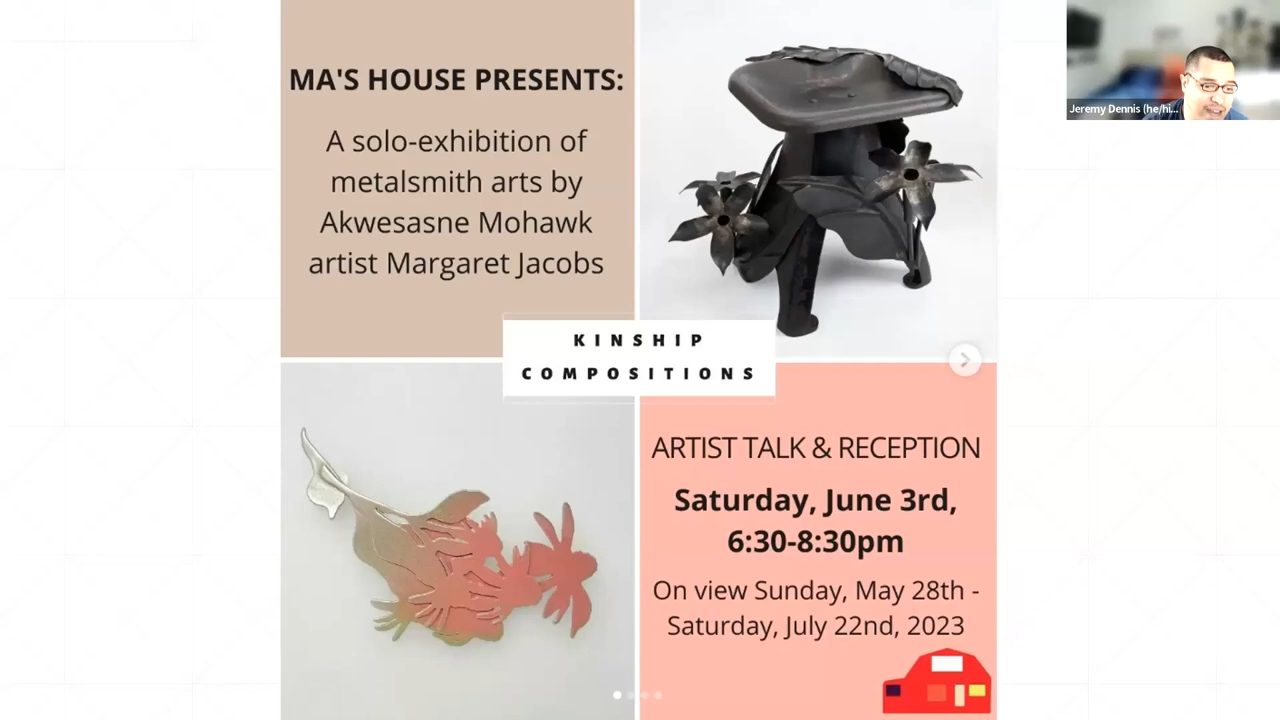 MA'S HOUSE PRESENTS:
A solo-exhibition of
metalsmith arts by
Akwesasne Mohawk
artist Margaret Jacobs
KINSHIP
COMPOSITIONS
ARTIST TALK & RECEPTION
Saturday, June 3rd,
6:30-8:30pm
On view Sunday, May 28th -
Saturday, July 22nd, 2023
Jeremy Dennis (he/hi...